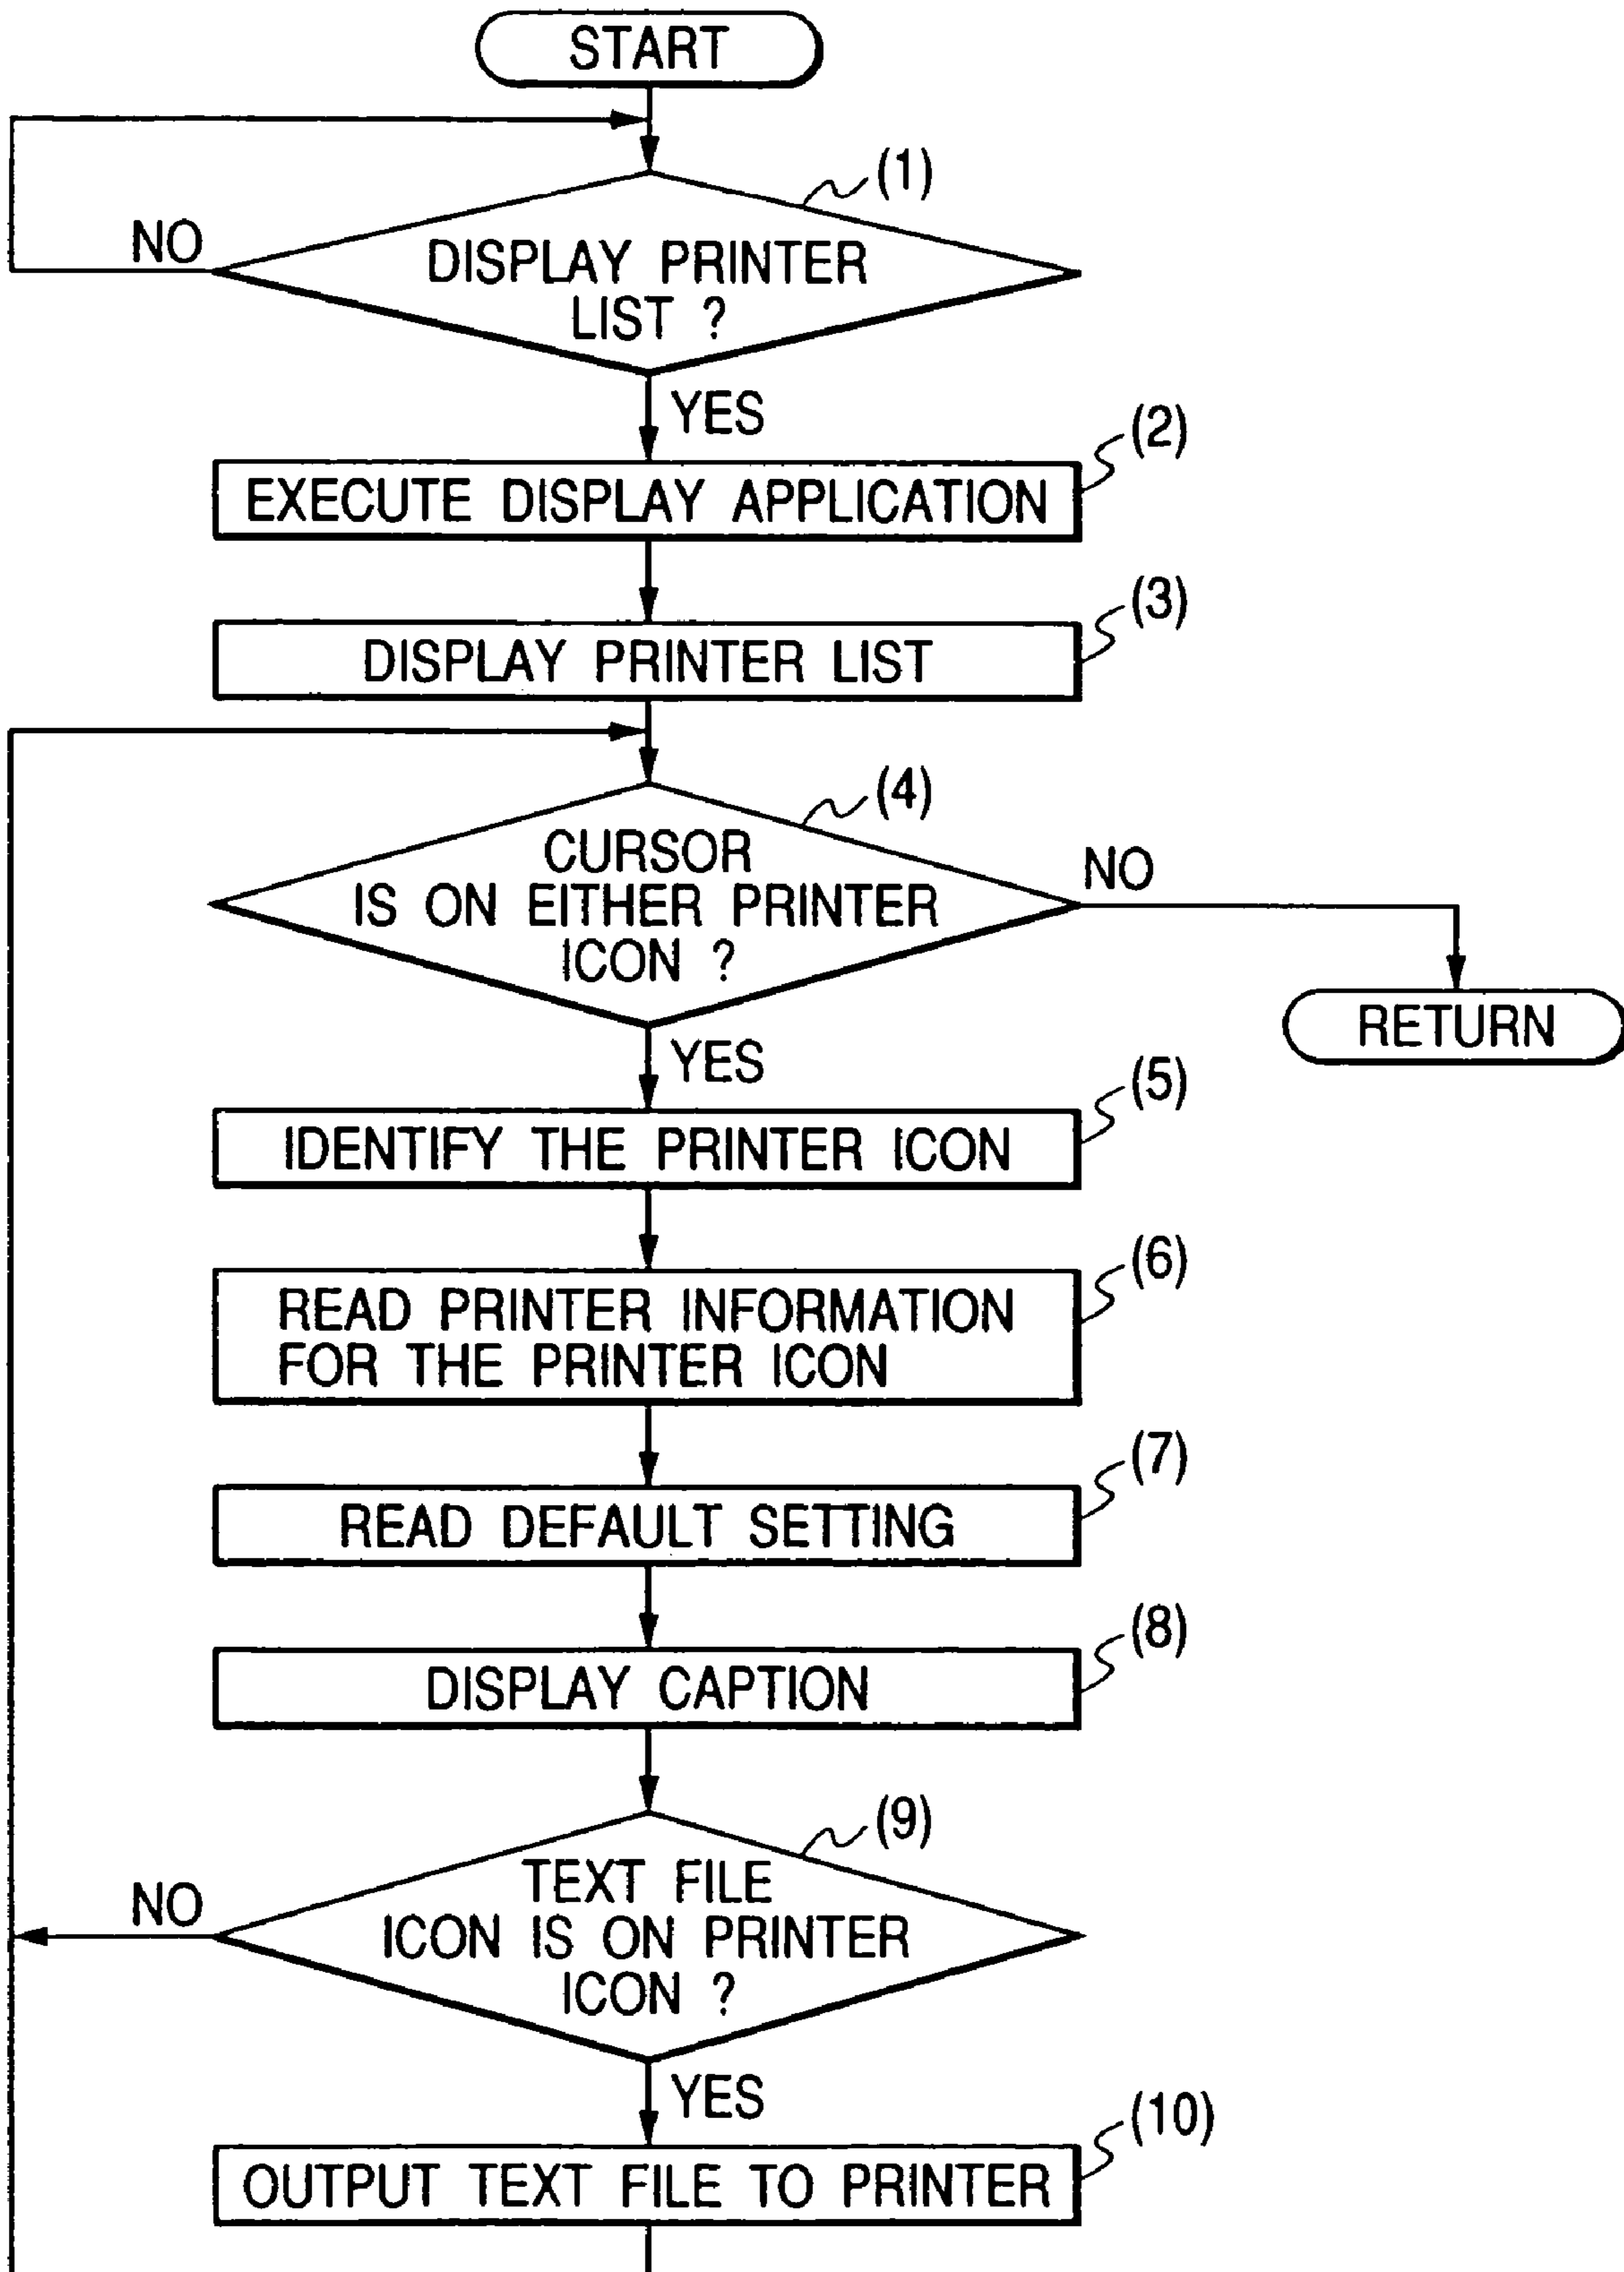 START
(1)
NO
DISPLAY PRINTER
LIST ?
YES
(2)
EXECUTE DISPLAY APPLICATION
(3)
DISPLAY PRINTER LIST
(4)
CURSOR
IS ON EITHER PRINTER
ICON ?
NO
RETURN
YES
(5)
IDENTIFY THE PRINTER ICON
(6)
READ PRINTER INFORMATION
FOR THE PRINTER ICON
(7)
READ DEFAULT SETTING
(8)
DISPLAY CAPTION
(9)
NO
TEXT FILE
ICON IS ON PRINTER
ICON ?
YES
(10)
OUTPUT TEXT FILE TO PRINTER